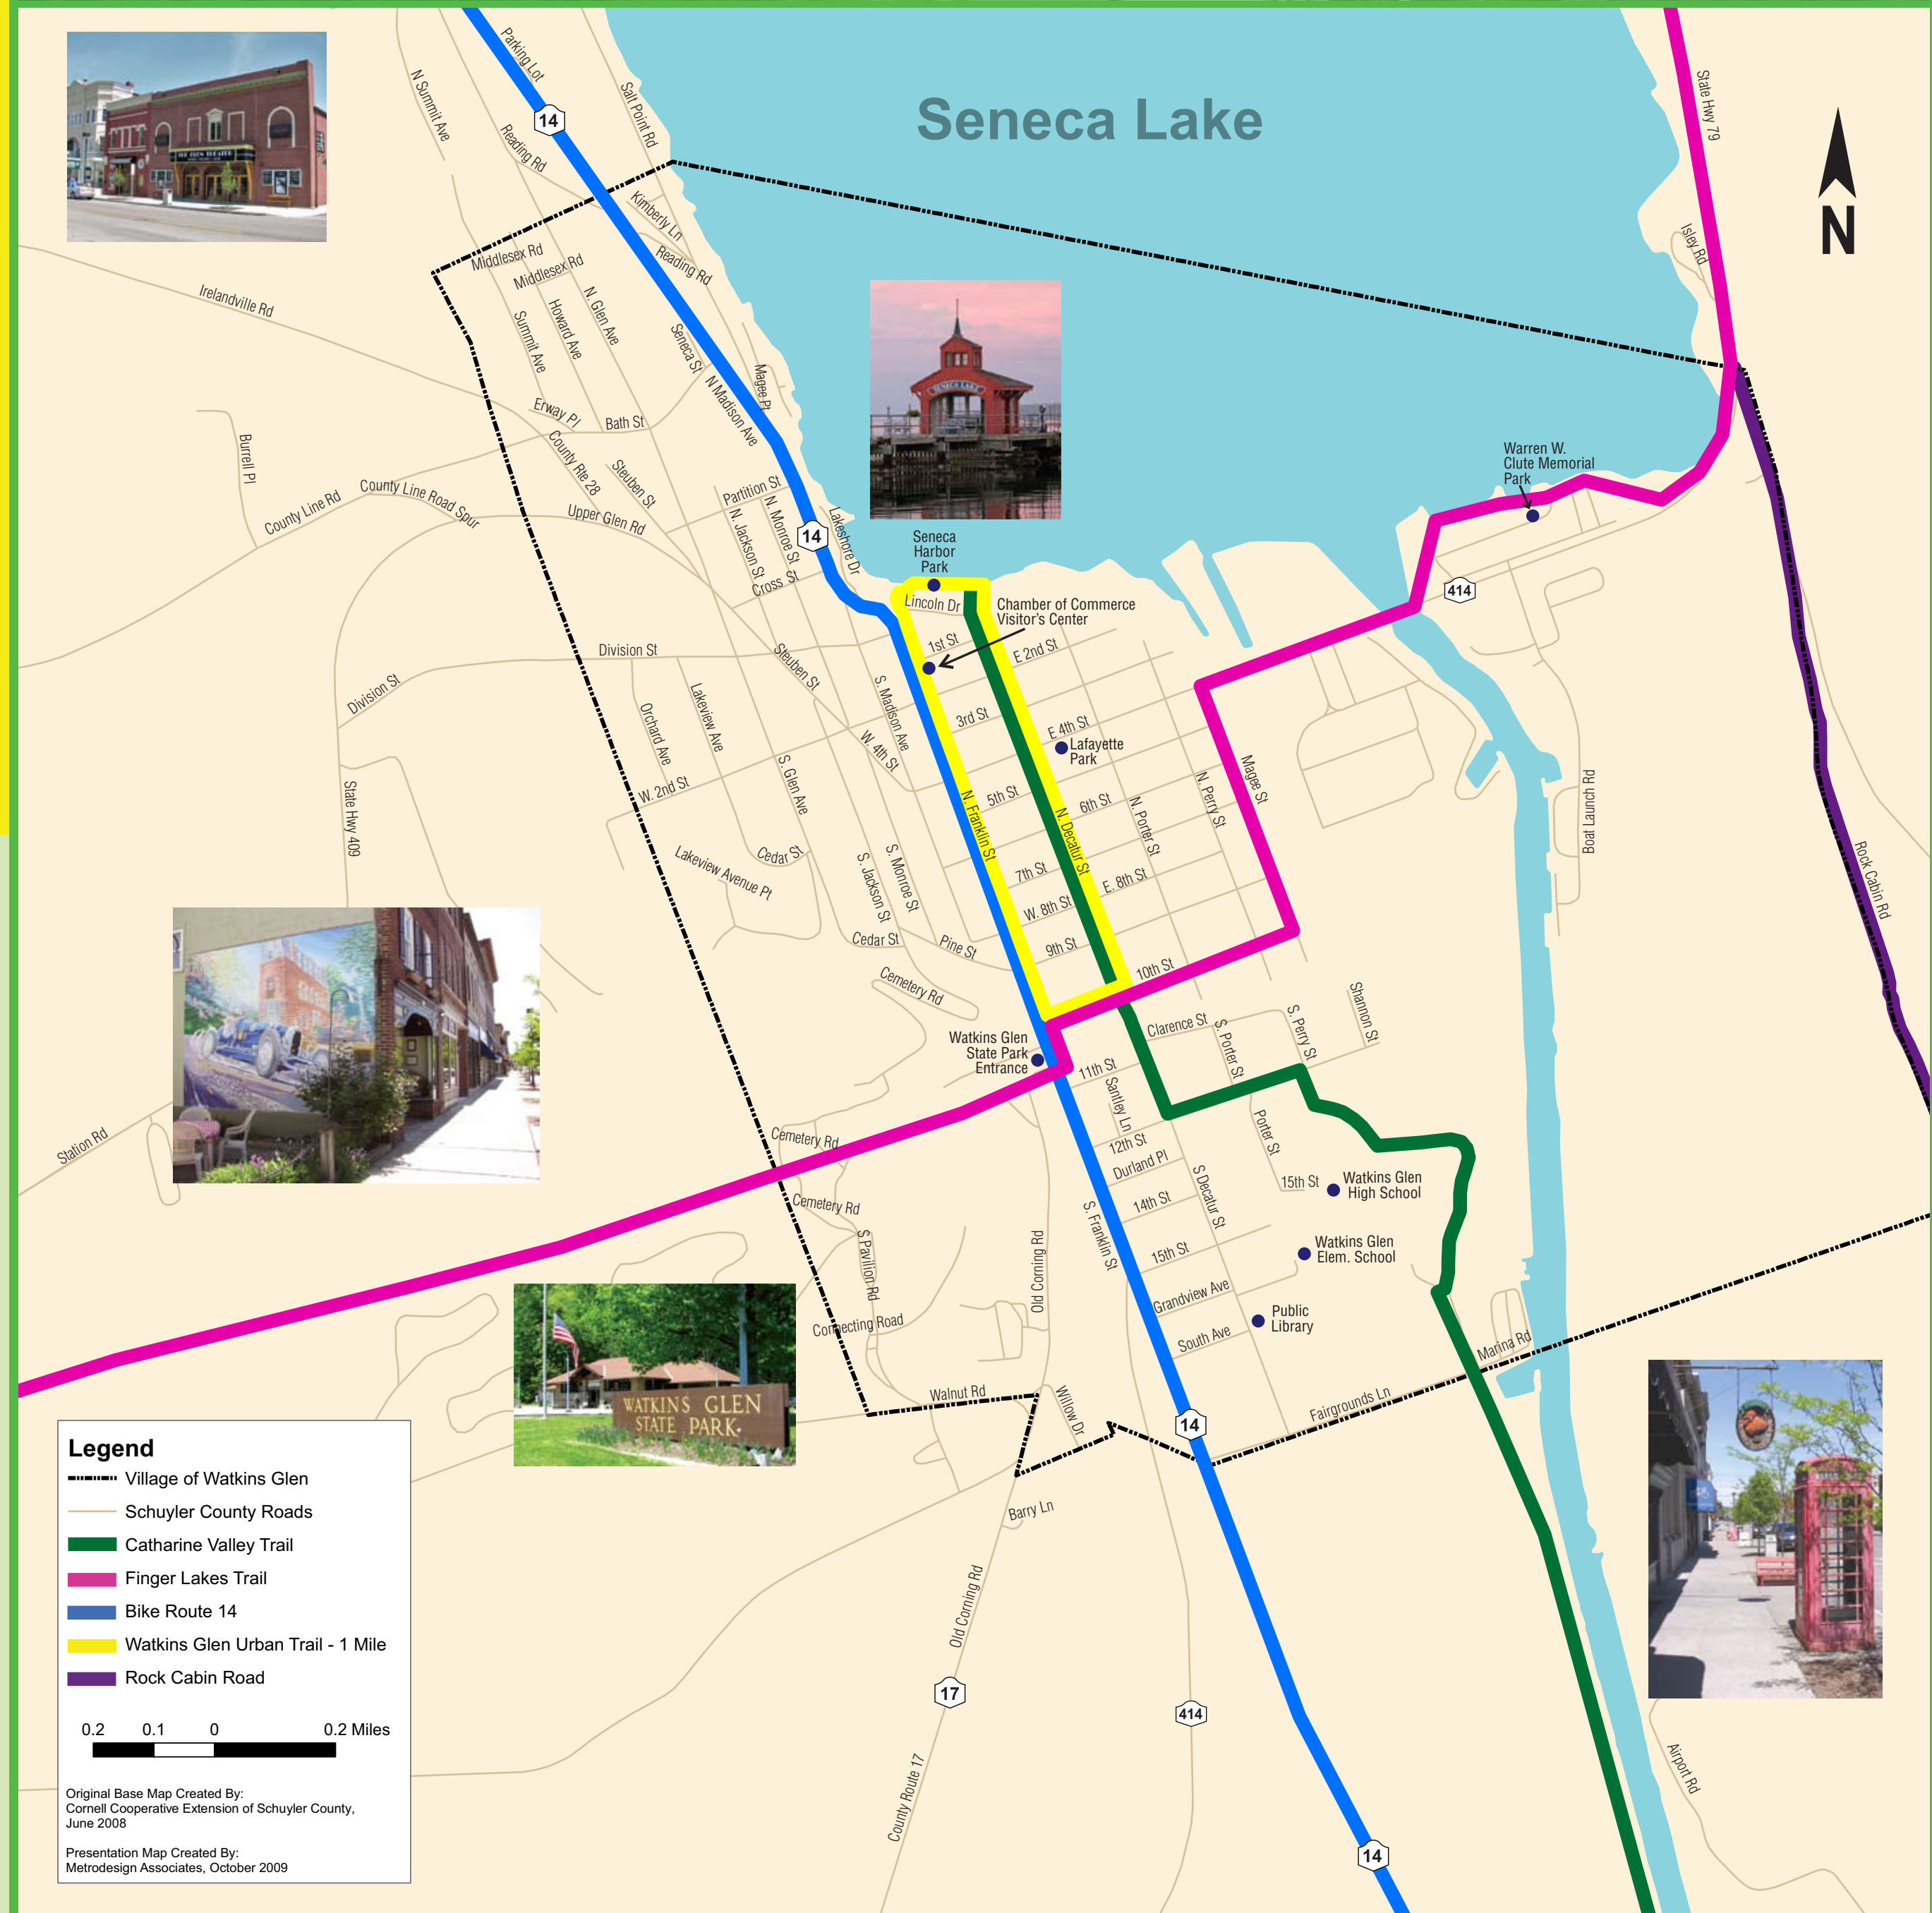 Seneca Lake
N
Parking Lot
N Summit Ave
14
Salt Point Rd
Reading Rd
State Hwy 79
Kimberly Ln
Reading Rd
Isley Rd
Middlesex Rd
Middlesex Rd
Irelandville Rd
N. Glen Ave
Howard Ave
Summit Ave
Seneca St
Magee Pt
N Madison Ave
SENECA LAKE
Erway Pl
Bath St
County Rte 28
Burrell Pl
Steuben St
Partition St
County Line Rd
County Line Road Spur
Upper Glen Rd
N. Jackson St
N. Monroe St
14
Lakeshore Dr
Cross St
Warren W.
Clute Memorial
Park
Seneca
Harbor
Park
Lincoln Dr
Chamber of Commerce
Visitor's Center
414
1st St
E 2nd St
Division St
Division St
Steuben St
S. Madison Ave
Orchard Ave
Lakeview Ave
3rd St
E 4th St
Lafayette
Park
W. 4th St
W. 2nd St
S. Glen Ave
5th St
6th St
N. Franklin St
N. Decatur St
N. Porter St
N. Perry St
Magee St
Boat Launch Rd
State Hwy 409
Lakeview Avenue Pt
Cedar St
S. Jackson St
S. Monroe St
7th St
E. 8th St
W. 8th St
9th St
Rock Cabin Rd
Cedar St
Pine St
Cemetery Rd
10th St
Clarence St
S. Porter St
S. Perry St
Shannon St
Watkins Glen
State Park
Entrance
11th St
Santley Ln
12th St
Durland Pl
14th St
15th St
S Decatur St
Porter St
15th St
Watkins Glen
High School
Watkins Glen
Elem. School
Station Rd
Cemetery Rd
Cemetery Rd
S Pavilion Rd
Old Corning Rd
S. Franklin St
Grandview Ave
South Ave
Public
Library
Connecting Road
Marina Rd
Fairgrounds Ln
Walnut Rd
Willow Dr
14
WATKINS GLEN
STATE PARK
Barry Ln
Old Corning Rd
17
414
County Route 17
14
Airport Rd
Legend
Village of Watkins Glen
Schuyler County Roads
Catharine Valley Trail
Finger Lakes Trail
Bike Route 14
Watkins Glen Urban Trail - 1 Mile
Rock Cabin Road
0.2 0.1 0 0.2 Miles
Original Base Map Created By:
Cornell Cooperative Extension of Schuyler County,
June 2008
Presentation Map Created By:
Metrodesign Associates, October 2009